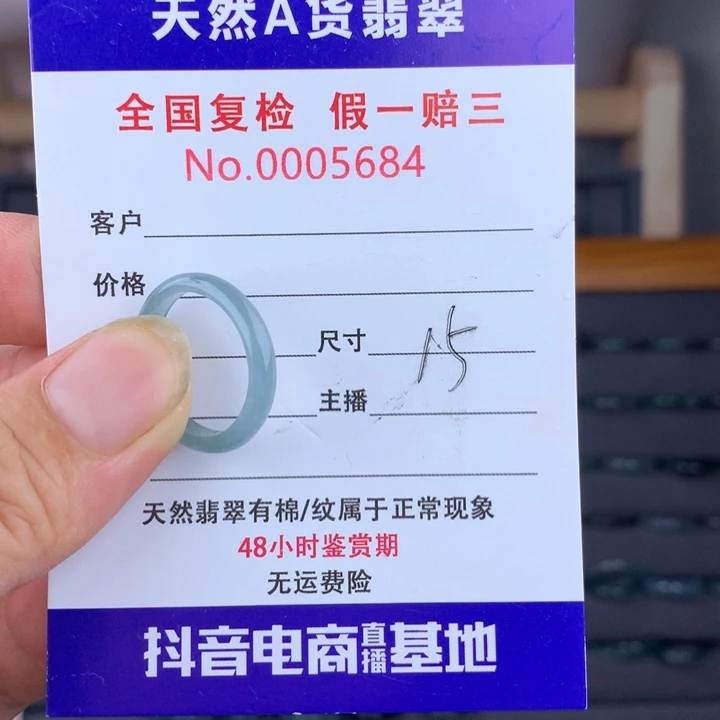 天然A货翡翠
全国复检 假一赔三
No.0005684
客户
价格
尺寸 15
主播
天然翡翠有棉/纹属于正常现象
48小时鉴赏期
无运费险
抖音电商直播基地